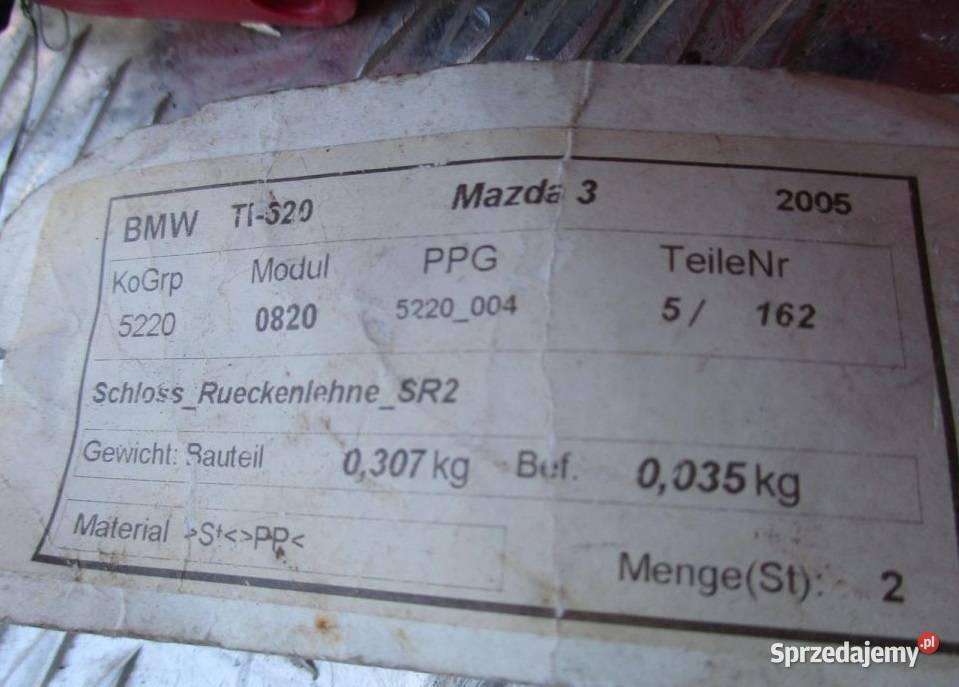 BMW TI-520 Mazda 3 2005
KoGrp Modul PPG TeileNr
5220 0820 5220_004 5 / 162
Schloss_Rueckenlehne_SR2
Gewicht: Bauteil 0,307 kg Bef. 0,035 kg
Material >St<>PP<
Menge(St): 2
Sprzedajemy.pl